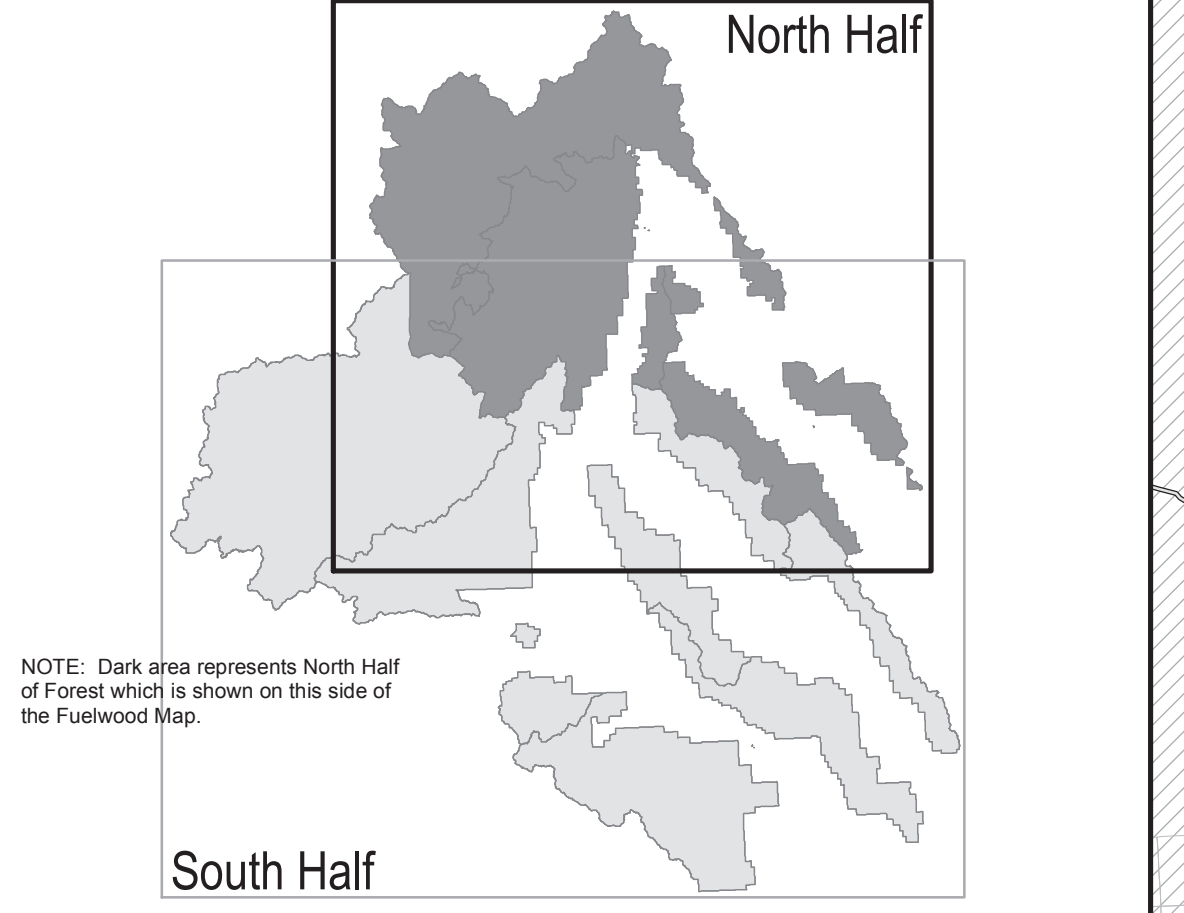 North Half
NOTE: Dark area represents North Half
of Forest which is shown on this side of
the Fuelwood Map.
South Half